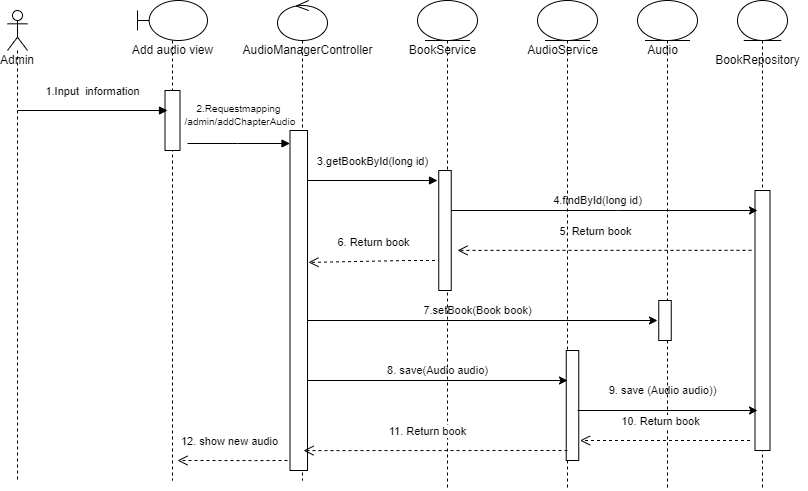 Admin
Add audio view
AudioManagerController
BookService
AudioService
Audio
BookRepository
1.Input information
2.Requestmapping
/admin/addChapterAudio
3.getBookById(long id)
4.findById(long id)
5. Return book
6. Return book
7.setBook(Book book)
8. save(Audio audio)
9. save (Audio audio))
10. Return book
11. Return book
12. show new audio